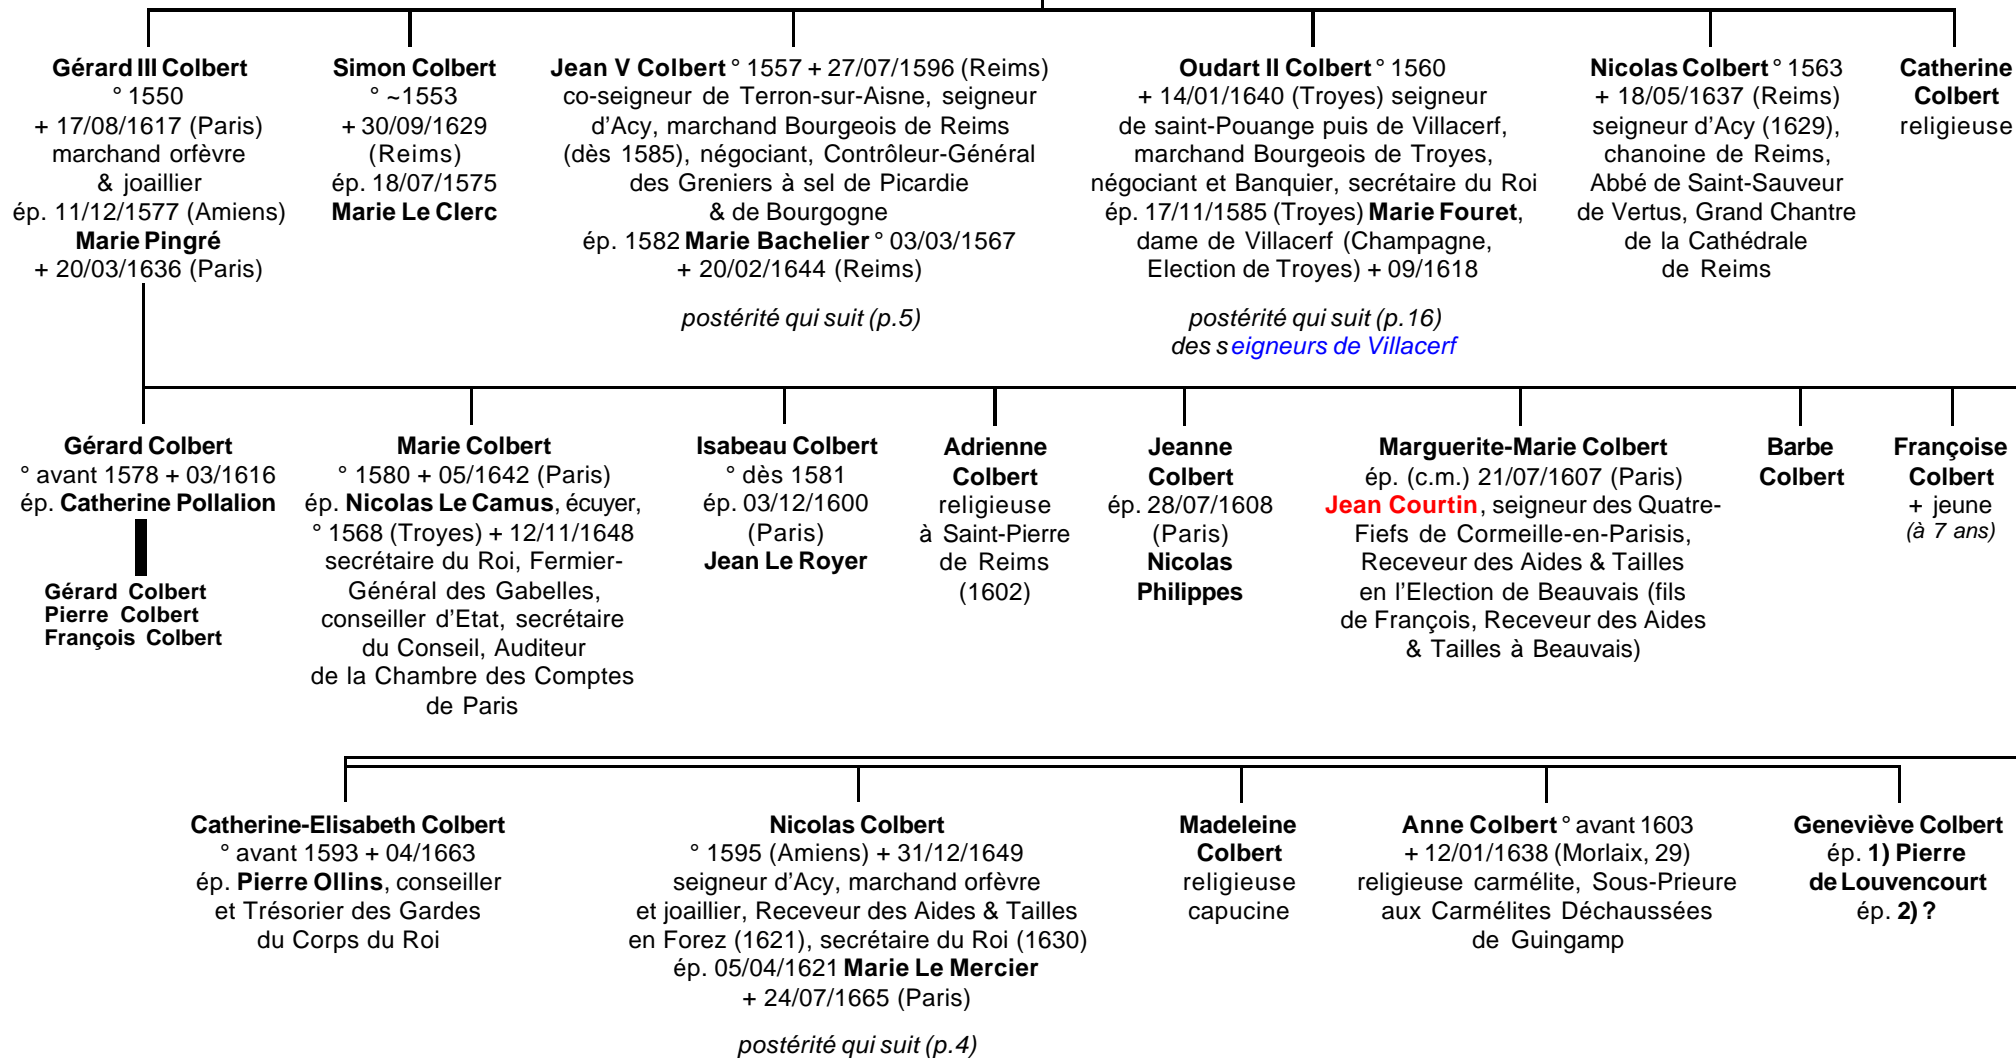 Gérard III Colbert
° 1550
+ 17/08/1617 (Paris)
marchand orfèvre
& joaillier
ép. 11/12/1577 (Amiens)
Marie Pingré
+ 20/03/1636 (Paris)
Simon Colbert
° ~1553
+ 30/09/1629
(Reims)
ép. 18/07/1575
Marie Le Clerc
Jean V Colbert ° 1557 + 27/07/1596 (Reims)
co-seigneur de Terron-sur-Aisne, seigneur
d'Acy, marchand Bourgeois de Reims
(dès 1585), négociant, Contrôleur-Général
des Greniers à sel de Picardie
& de Bourgogne
ép. 1582 Marie Bachelier ° 03/03/1567
+ 20/02/1644 (Reims)
postérité qui suit (p.5)
Oudart II Colbert ° 1560
+ 14/01/1640 (Troyes) seigneur
de saint-Pouange puis de Villacerf,
marchand Bourgeois de Troyes,
négociant et Banquier, secrétaire du Roi
ép. 17/11/1585 (Troyes) Marie Fouret,
dame de Villacerf (Champagne,
Election de Troyes) + 09/1618
postérité qui suit (p.16)
des seigneurs de Villacerf
Nicolas Colbert ° 1563
+ 18/05/1637 (Reims)
seigneur d'Acy (1629),
chanoine de Reims,
Abbé de Saint-Sauveur
de Vertus, Grand Chantre
de la Cathédrale
de Reims
Catherine
Colbert
religieuse
Gérard Colbert
° avant 1578 + 03/1616
ép. Catherine Pollalion
Gérard Colbert
Pierre Colbert
François Colbert
Marie Colbert
° 1580 + 05/1642 (Paris)
ép. Nicolas Le Camus, écuyer,
° 1568 (Troyes) + 12/11/1648
secrétaire du Roi, Fermier-
Général des Gabelles,
conseiller d'Etat, secrétaire
du Conseil, Auditeur
de la Chambre des Comptes
de Paris
Isabeau Colbert
° dès 1581
ép. 03/12/1600
(Paris)
Jean Le Royer
Adrienne
Colbert
religieuse
à Saint-Pierre
de Reims
(1602)
Jeanne
Colbert
ép. 28/07/1608
(Paris)
Nicolas
Philippes
Marguerite-Marie Colbert
ép. (c.m.) 21/07/1607 (Paris)
Jean Courtin, seigneur des Quatre-
Fiefs de Cormeille-en-Parisis,
Receveur des Aides & Tailles
en l'Election de Beauvais (fils
de François, Receveur des Aides
& Tailles à Beauvais)
Barbe
Colbert
Françoise
Colbert
+ jeune
(à 7 ans)
Catherine-Elisabeth Colbert
° avant 1593 + 04/1663
ép. Pierre Ollins, conseiller
et Trésorier des Gardes
du Corps du Roi
Nicolas Colbert
° 1595 (Amiens) + 31/12/1649
seigneur d'Acy, marchand orfèvre
et joaillier, Receveur des Aides & Tailles
en Forez (1621), secrétaire du Roi (1630)
ép. 05/04/1621 Marie Le Mercier
+ 24/07/1665 (Paris)
postérité qui suit (p.4)
Madeleine
Colbert
religieuse
capucine
Anne Colbert ° avant 1603
+ 12/01/1638 (Morlaix, 29)
religieuse carmélite, Sous-Prieure
aux Carmélites Déchaussées
de Guingamp
Geneviève Colbert
ép. 1) Pierre
de Louvencourt
ép. 2) ?